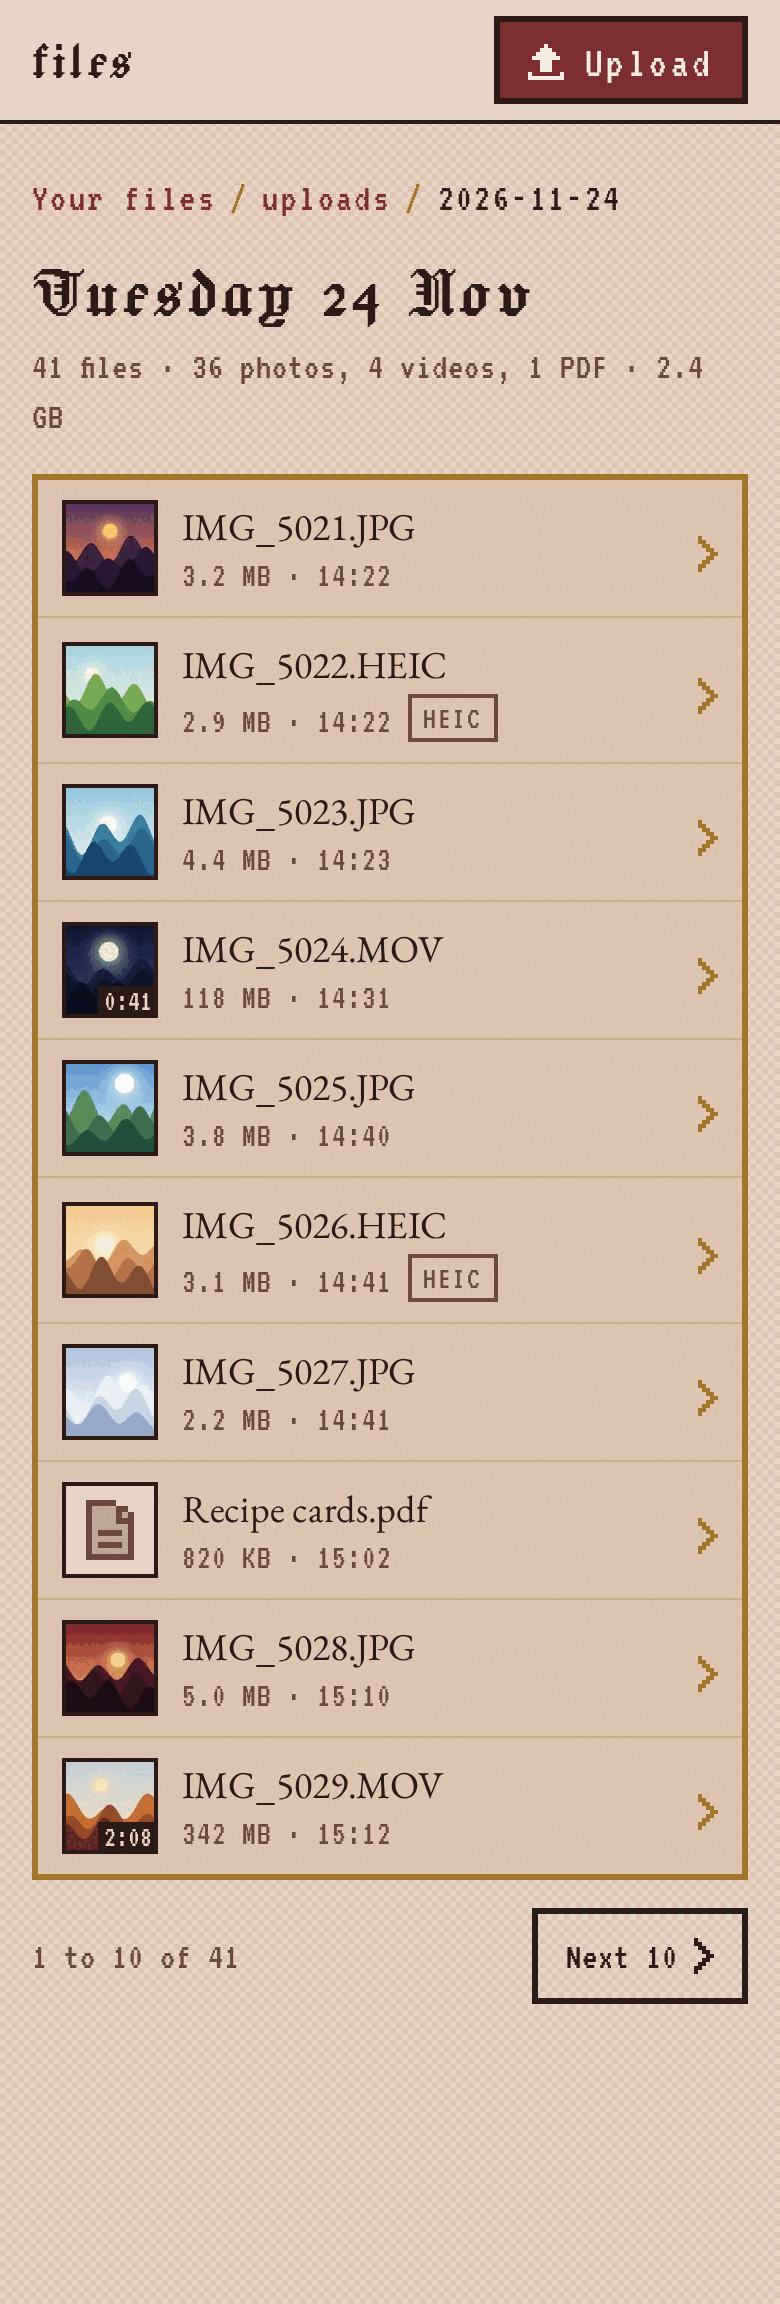 files
Upload
Your files / uploads / 2026-11-24
Tuesday 24 Nov
41 files · 36 photos, 4 videos, 1 PDF · 2.4
GB
IMG_5021.JPG
3.2 MB · 14:22
IMG_5022.HEIC
2.9 MB · 14:22 HEIC
IMG_5023.JPG
4.4 MB · 14:23
IMG_5024.MOV
0:41
118 MB · 14:31
IMG_5025.JPG
3.8 MB · 14:40
IMG_5026.HEIC
3.1 MB · 14:41 HEIC
IMG_5027.JPG
2.2 MB · 14:41
Recipe cards.pdf
820 KB · 15:02
IMG_5028.JPG
5.0 MB · 15:10
IMG_5029.MOV
2:08
342 MB · 15:12
1 to 10 of 41
Next 10